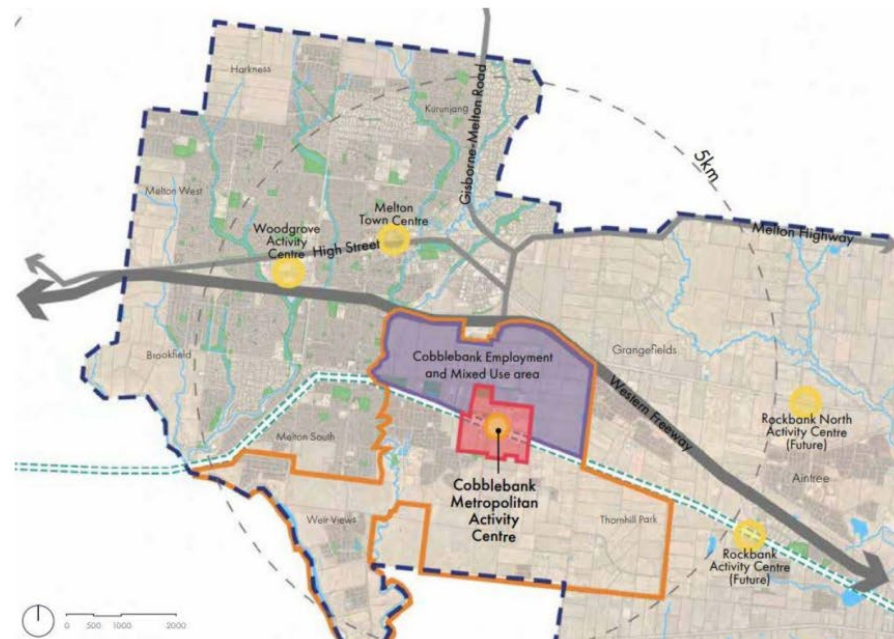 Harkness
Kurunjang
Gisborne-Melton Road
5km
Melton West
Melton
Town Centre
Woodgrove
Activity
Centre
High Street
Melton Highway
Brookfield
Cobblebank Employment
and Mixed Use area
Grangefields
Western Freeway
Rockbank North
Activity Centre
(Future)
Melton South
Aintree
Cobblebank
Metropolitan
Activity
Centre
Weir Views
Thornhill Park
Rockbank
Activity Centre
(Future)
0 500 1000 2000